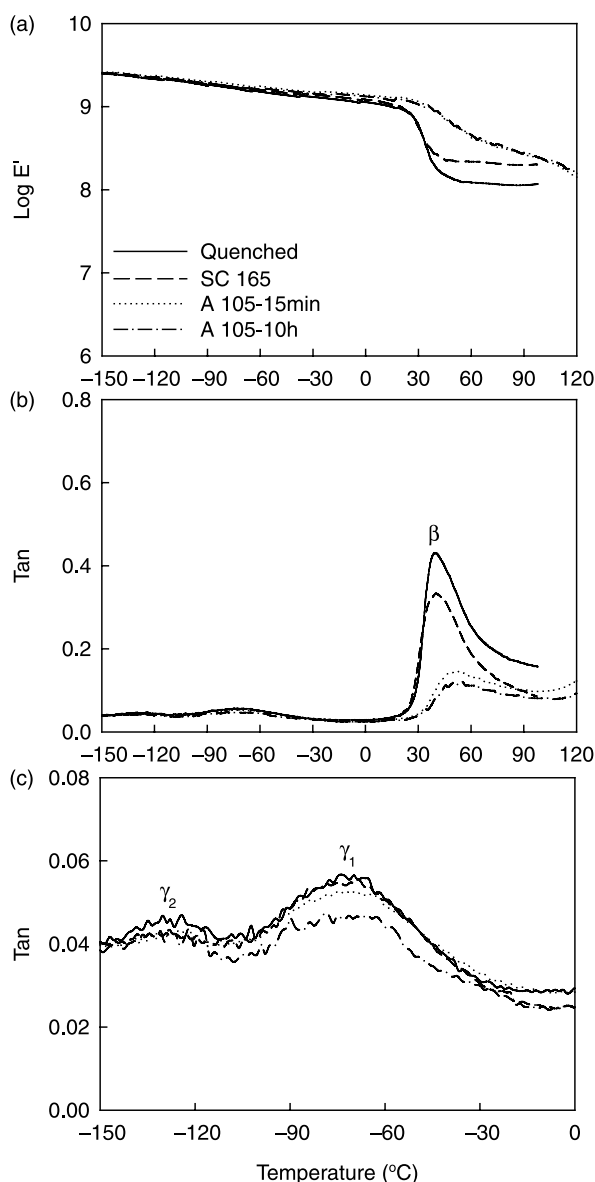 (a)
10
9
8
7
6
Log E'
Quenched
SC 165
A 105-15min
A 105-10h
–150 –120 –90 –60 –30 0 30 60 90 120
(b)
0.8
0.6
0.4
0.2
0.0
Tan
β
–150 –120 –90 –60 –30 0 30 60 90 120
(c)
0.08
0.06
0.04
0.02
0.00
Tan
γ2
γ1
–150 –120 –90 –60 –30 0
Temperature (°C)